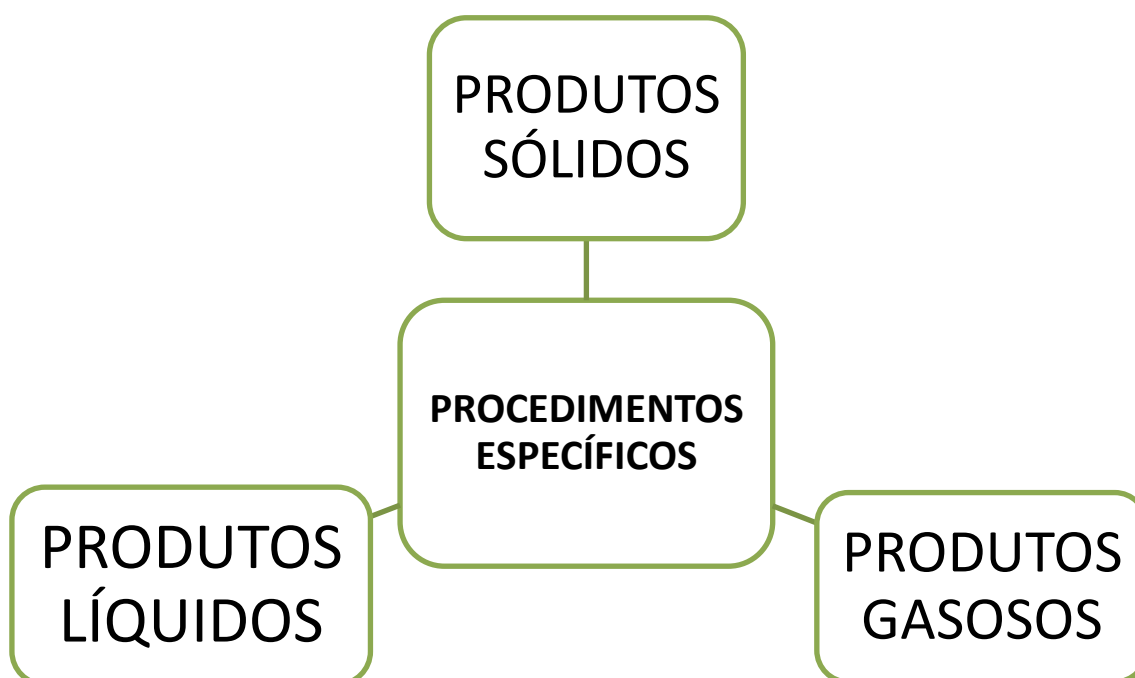 PRODUTOS
SÓLIDOS
PROCEDIMENTOS
ESPECÍFICOS
PRODUTOS
LÍQUIDOS
PRODUTOS
GASOSOS